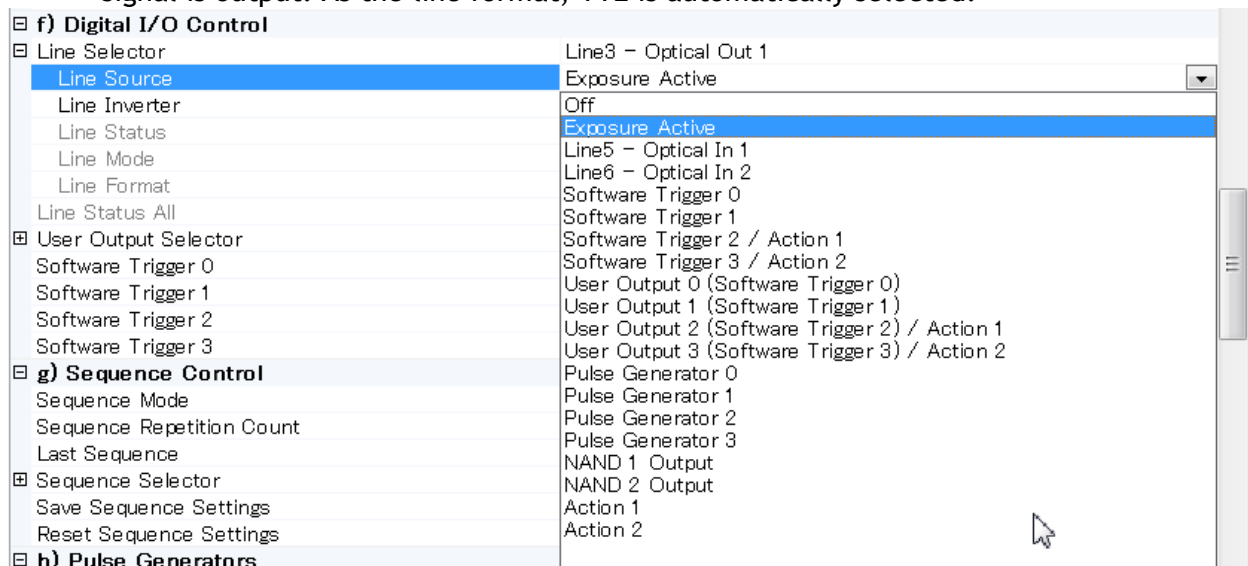 signal is output. As the line format, TTL is automatically selected.
f) Digital I/O Control
Line Selector Line3 - Optical Out 1
Line Source Exposure Active
Line Inverter Off
Line Status Exposure Active
Line Mode Line5 - Optical In 1
Line Format Line6 - Optical In 2
Line Status All Software Trigger 0
Software Trigger 1
User Output Selector Software Trigger 2 / Action 1
Software Trigger 0 Software Trigger 3 / Action 2
Software Trigger 1 User Output 0 (Software Trigger 0)
User Output 1 (Software Trigger 1)
Software Trigger 2 User Output 2 (Software Trigger 2) / Action 1
Software Trigger 3 User Output 3 (Software Trigger 3) / Action 2
g) Sequence Control Pulse Generator 0
Sequence Mode Pulse Generator 1
Sequence Repetition Count Pulse Generator 2
Pulse Generator 3
Last Sequence NAND 1 Output
Sequence Selector NAND 2 Output
Save Sequence Settings Action 1
Reset Sequence Settings Action 2
h) Pulse Generators